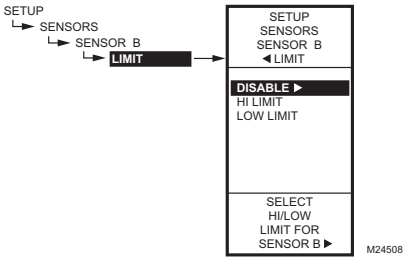 SETUP
SENSORS
SENSOR B
LIMIT
SETUP
SENSORS
SENSOR B
◄ LIMIT
DISABLE ►
HI LIMIT
LOW LIMIT
SELECT
HI/LOW
LIMIT FOR
SENSOR B ►
M24508